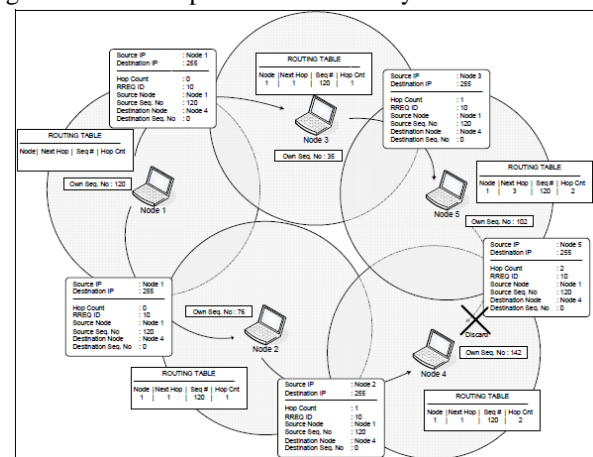 Source IP : Node 1
Destination IP : 255
Hop Count : 0
RREQ ID : 10
Source Node : Node 1
Source Seq. No : 120
Destination Node : Node 4
Destination Seq. No : 0
ROUTING TABLE
Node | Next Hop | Seq # | Hop Cnt
1 | 1 | 120 | 1
Node 3
Own Seq. No : 35
Source IP : Node 3
Destination IP : 255
Hop Count : 1
RREQ ID : 10
Source Node : Node 1
Source Seq. No : 120
Destination Node : Node 4
Destination Seq. No : 0
ROUTING TABLE
Node | Next Hop | Seq # | Hop Cnt
Own Seq. No : 120
Node 1
ROUTING TABLE
Node | Next Hop | Seq # | Hop Cnt
1 | 3 | 120 | 2
Node 5
Own Seq. No : 102
Source IP : Node 5
Destination IP : 255
Hop Count : 2
RREQ ID : 10
Source Node : Node 1
Source Seq. No : 120
Destination Node : Node 4
Destination Seq. No : 0
Source IP : Node 1
Destination IP : 255
Hop Count : 0
RREQ ID : 10
Source Node : Node 1
Source Seq. No : 120
Destination Node : Node 4
Destination Seq. No : 0
Own Seq. No : 76
Node 2
Discard
Own Seq. No : 142
Node 4
ROUTING TABLE
Node | Next Hop | Seq # | Hop Cnt
1 | 1 | 120 | 1
Source IP : Node 2
Destination IP : 255
Hop Count : 1
RREQ ID : 10
Source Node : Node 1
Source Seq. No : 120
Destination Node : Node 4
Destination Seq. No : 0
ROUTING TABLE
Node | Next Hop | Seq # | Hop Cnt
1 | 1 | 120 | 2